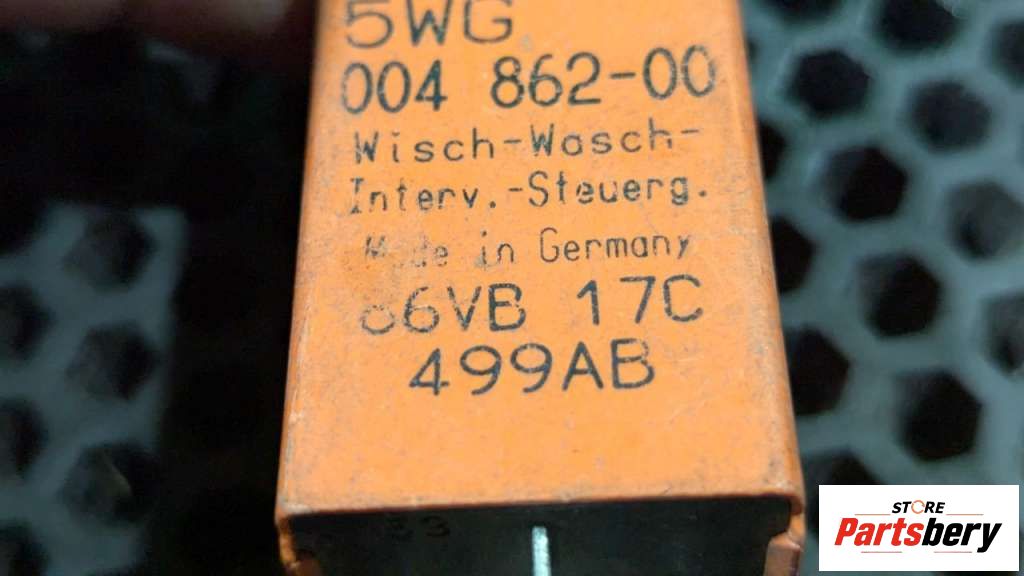 5WG
004 862-00
Wisch-Wasch-
Interv.-Steuerg.
Made in Germany
86VB 17C
499AB
STORE
Partsbery